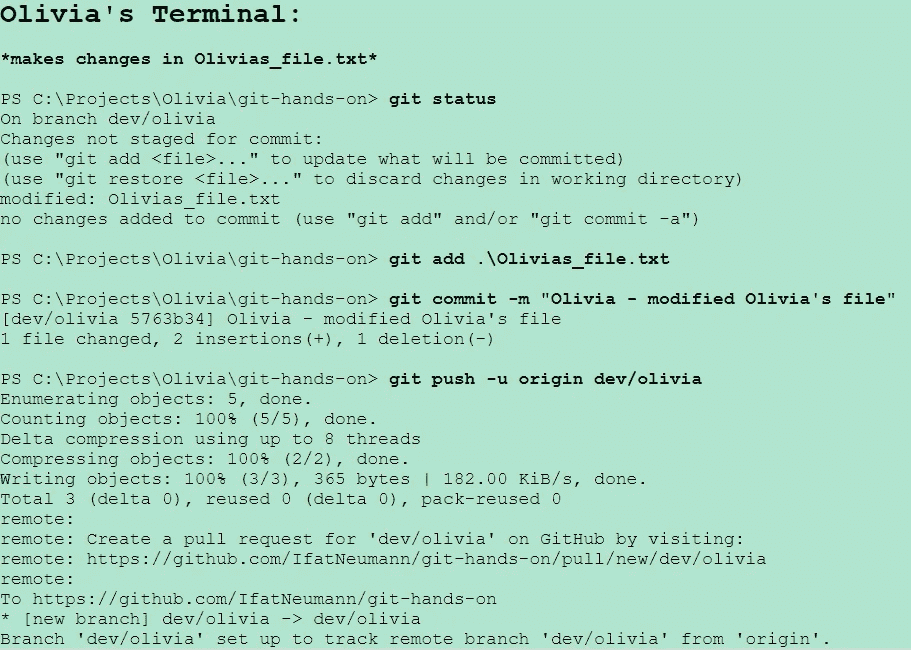 Olivia's Terminal:
*makes changes in Olivias_file.txt*
PS C:\Projects\Olivia\git-hands-on> git status
On branch dev/olivia
Changes not staged for commit:
(use "git add <file>..." to update what will be committed)
(use "git restore <file>..." to discard changes in working directory)
modified: Olivias_file.txt
no changes added to commit (use "git add" and/or "git commit -a")
PS C:\Projects\Olivia\git-hands-on> git add .\Olivias_file.txt
PS C:\Projects\Olivia\git-hands-on> git commit -m "Olivia - modified Olivia's file"
[dev/olivia 5763b34] Olivia - modified Olivia's file
1 file changed, 2 insertions(+), 1 deletion(-)
PS C:\Projects\Olivia\git-hands-on> git push -u origin dev/olivia
Enumerating objects: 5, done.
Counting objects: 100% (5/5), done.
Delta compression using up to 8 threads
Compressing objects: 100% (2/2), done.
Writing objects: 100% (3/3), 365 bytes | 182.00 KiB/s, done.
Total 3 (delta 0), reused 0 (delta 0), pack-reused 0
remote:
remote: Create a pull request for 'dev/olivia' on GitHub by visiting:
remote: https://github.com/IfatNeumann/git-hands-on/pull/new/dev/olivia
remote:
To https://github.com/IfatNeumann/git-hands-on
* [new branch] dev/olivia -> dev/olivia
Branch 'dev/olivia' set up to track remote branch 'dev/olivia' from 'origin'.